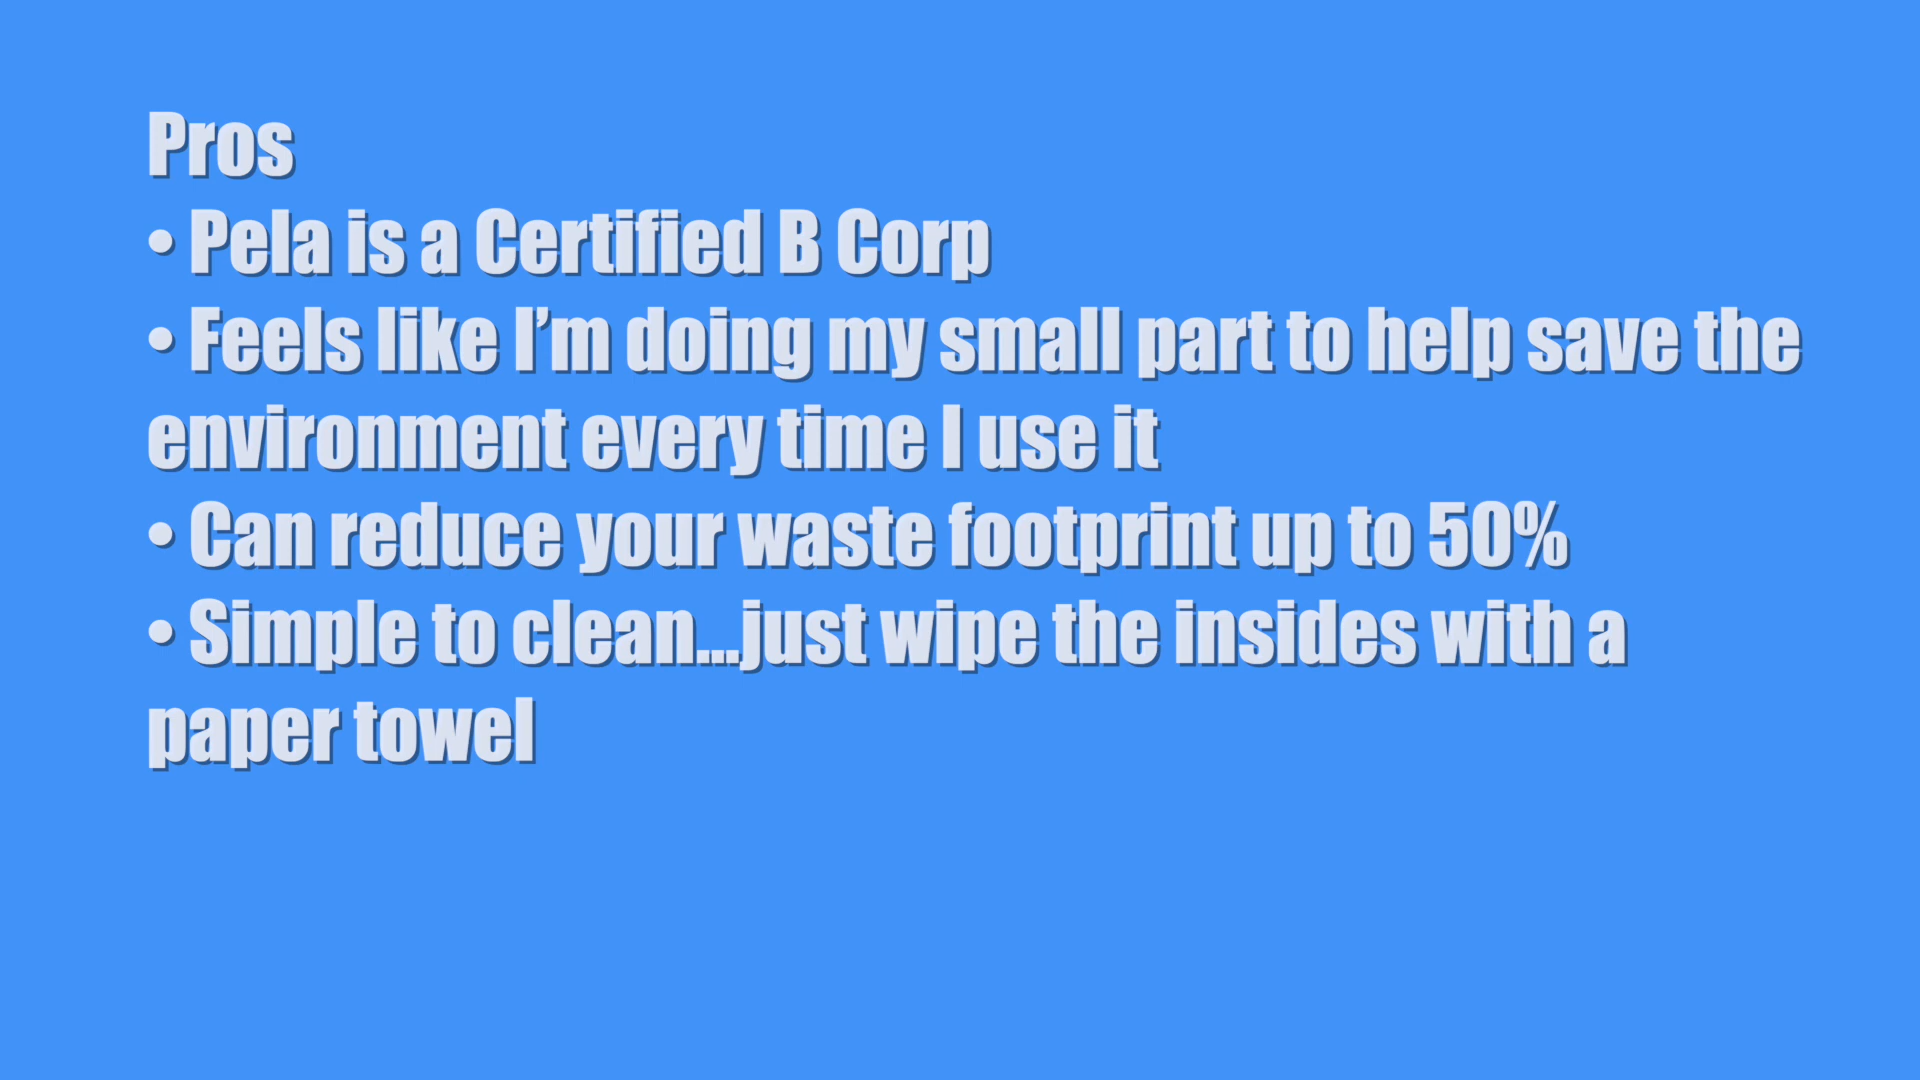 Pros
• Pela is a Certified B Corp
• Feels like I’m doing my small part to help save the
environment every time I use it
• Can reduce your waste footprint up to 50%
• Simple to clean...just wipe the insides with a
paper towel